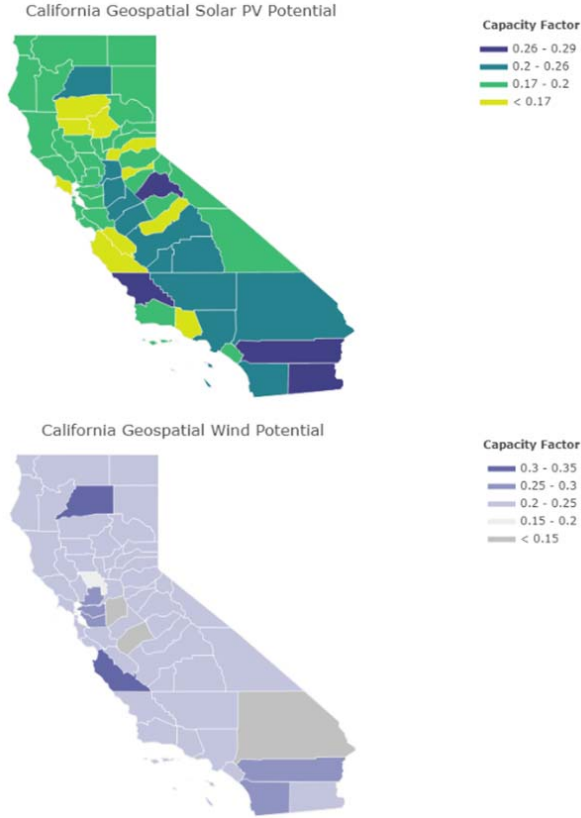 California Geospatial Solar PV Potential
Capacity Factor
0.26 - 0.29
0.2 - 0.26
0.17 - 0.2
< 0.17
California Geospatial Wind Potential
Capacity Factor
0.3 - 0.35
0.25 - 0.3
0.2 - 0.25
0.15 - 0.2
< 0.15